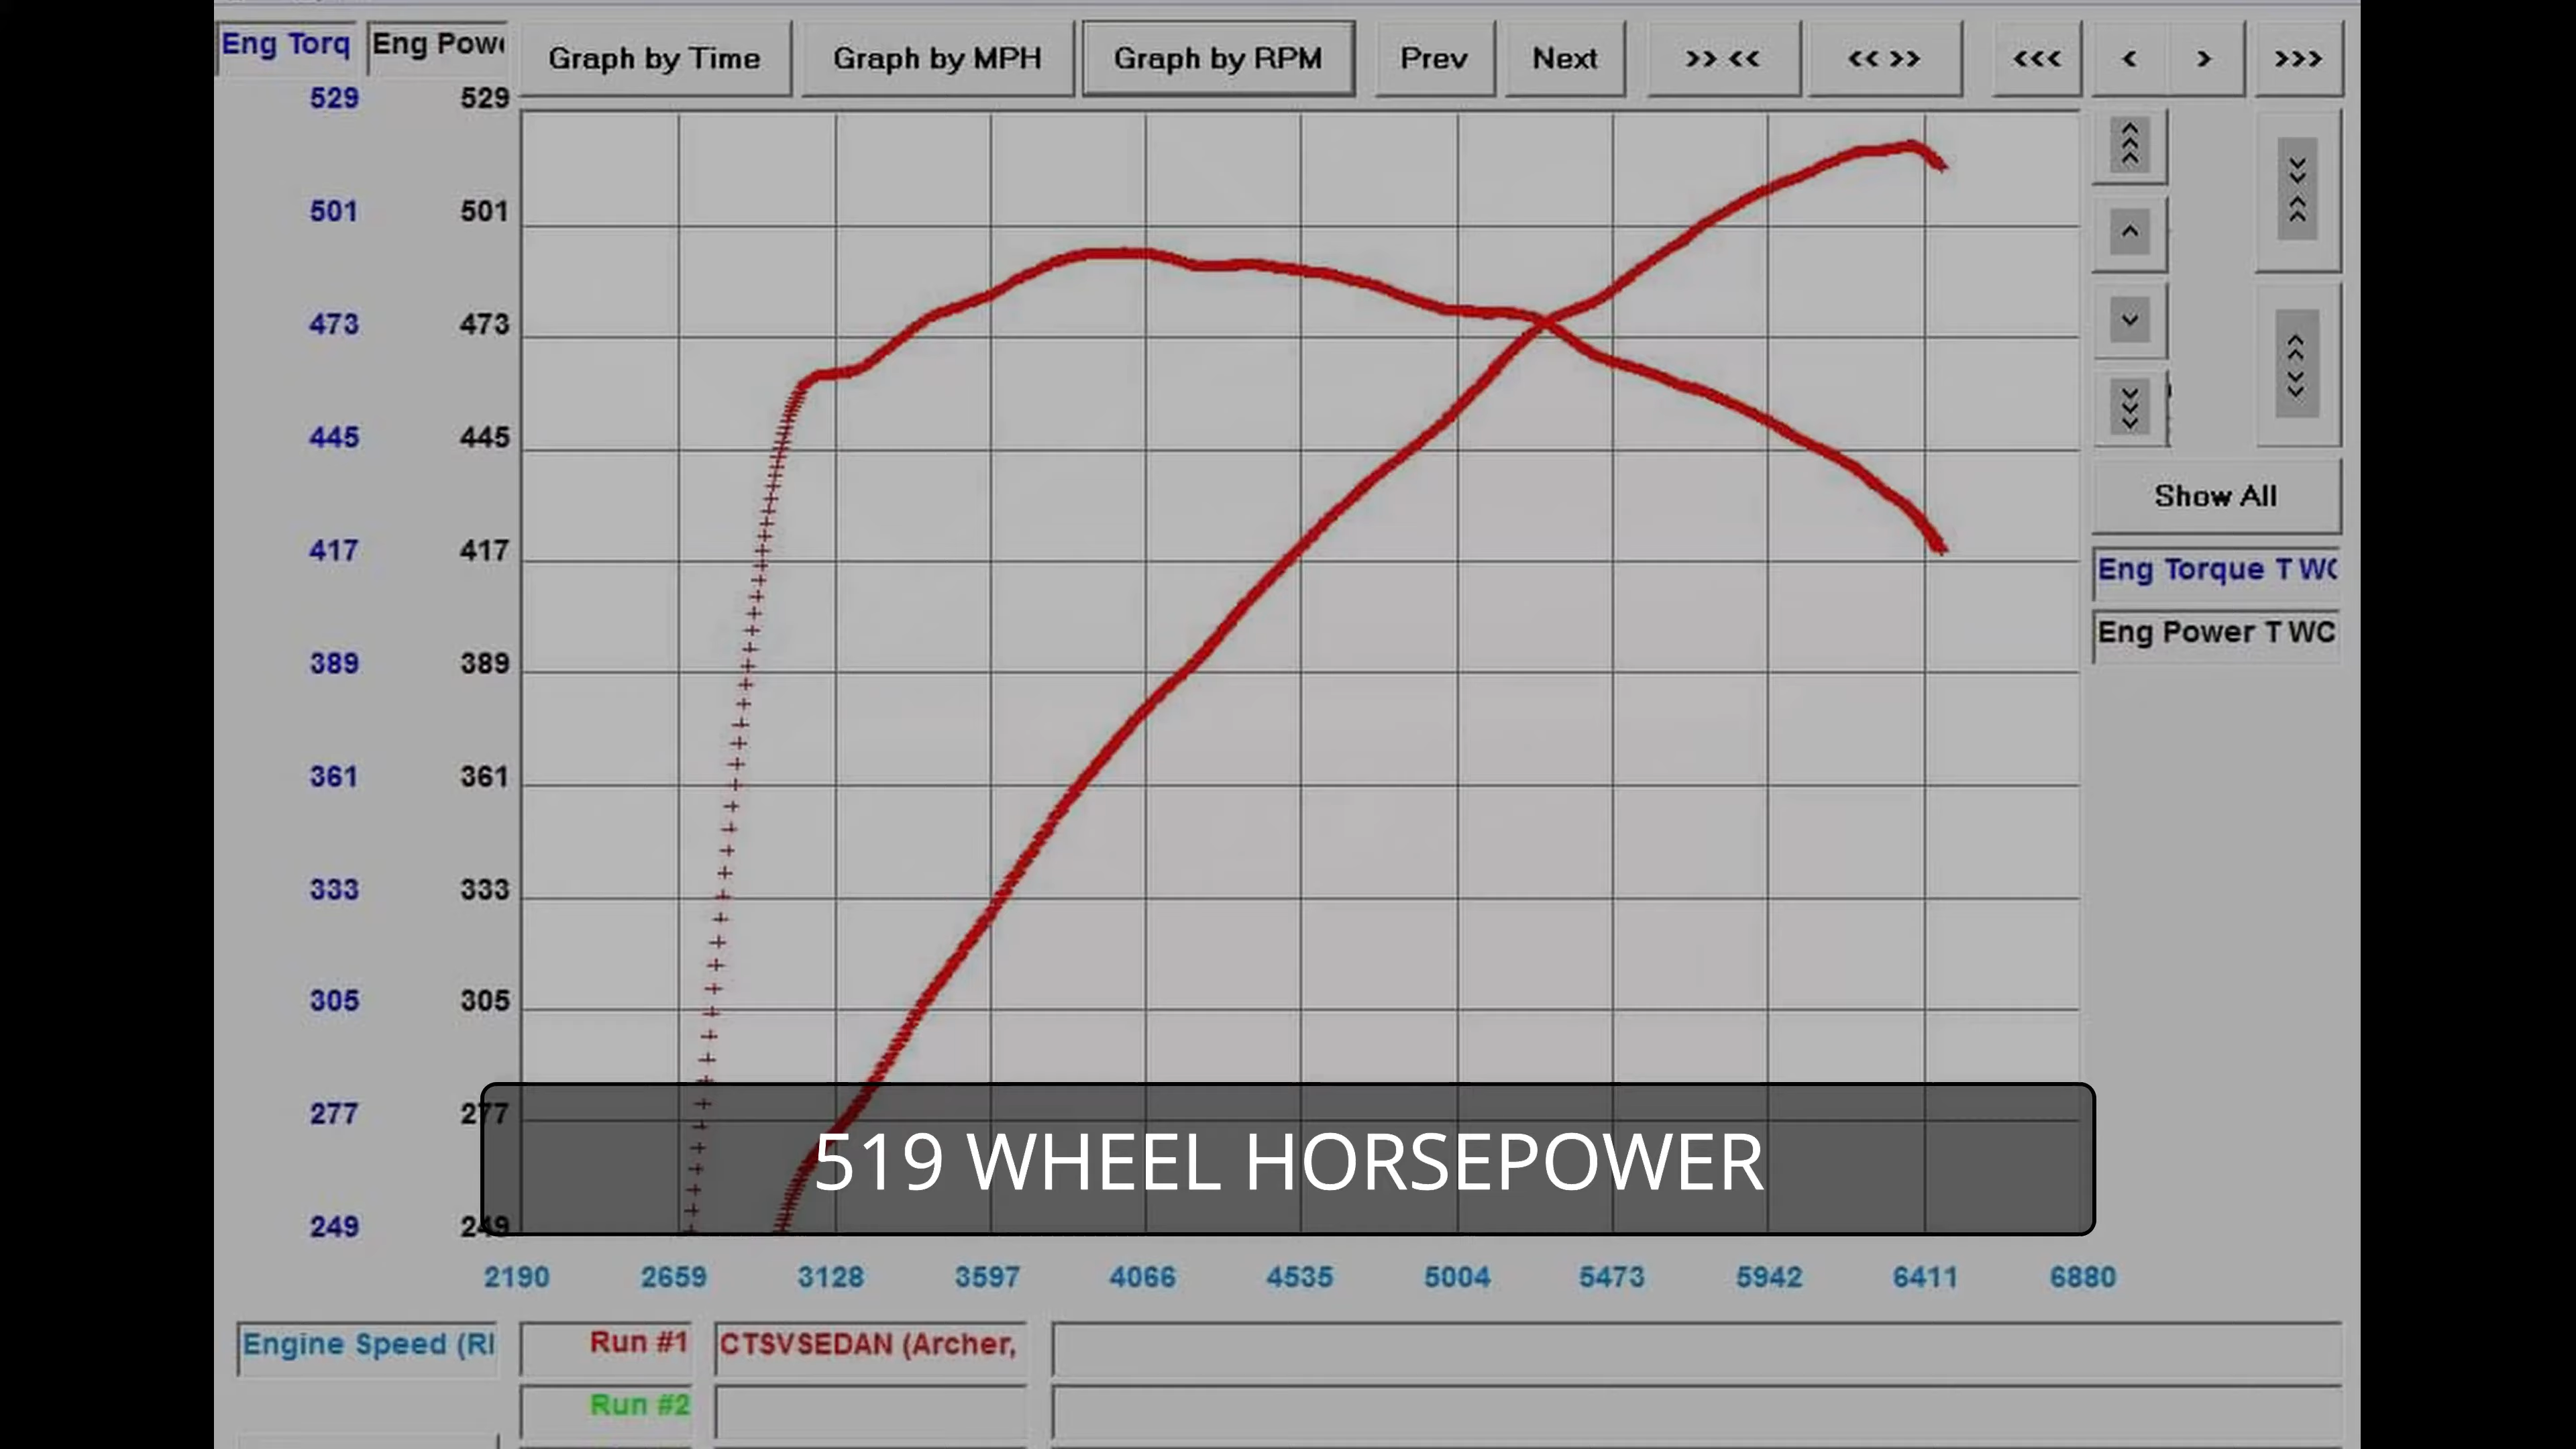 Eng Torq Eng Powe Graph by Time Graph by MPH Graph by RPM Prev Next >> << << >> <<< < > >>>
529 529
501 501
473 473
445 445
Show All
417 417
Eng Torque T WC
Eng Power T WC
389 389
361 361
333 333
305 305
277 277
519 WHEEL HORSEPOWER
249 249
2190 2659 3128 3597 4066 4535 5004 5473 5942 6411 6880
Engine Speed (RI Run #1 CTSVSEDAN (Archer,
Run #2